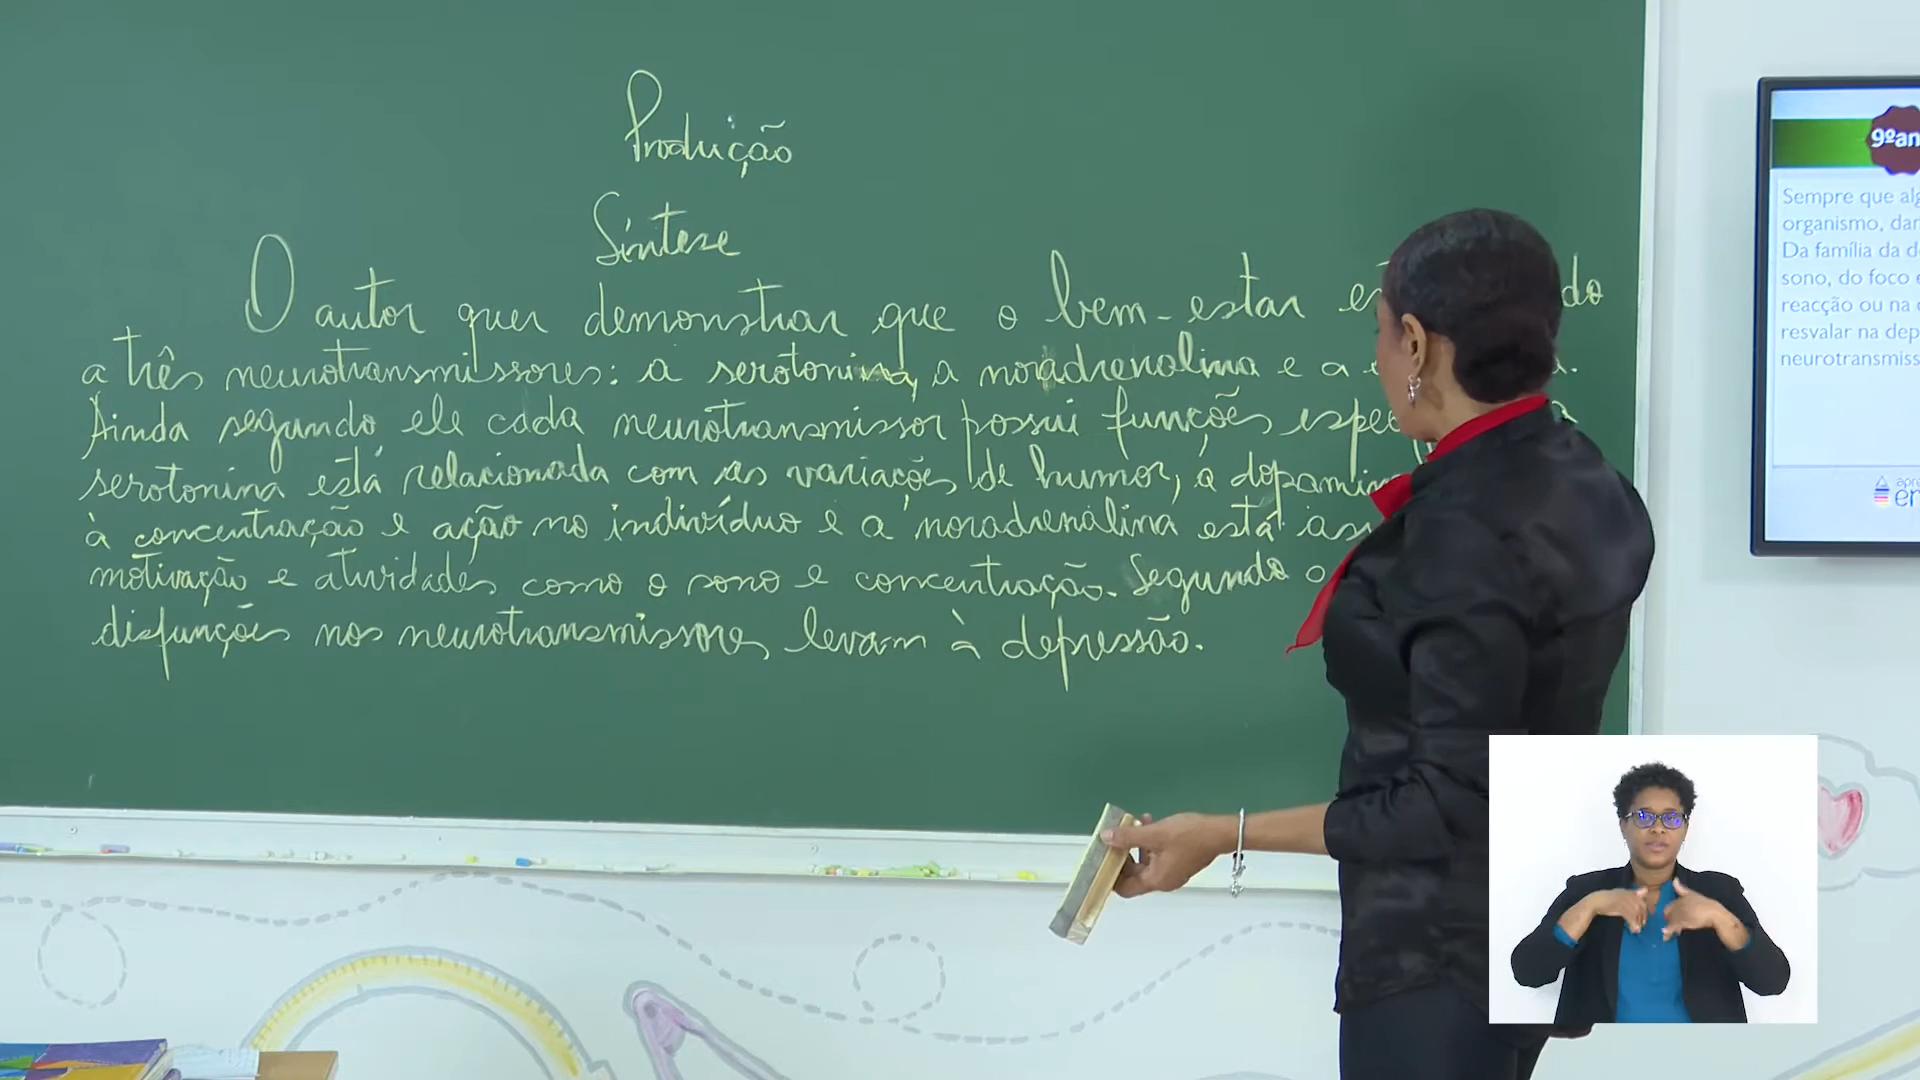 Produção
Síntese
O autor quer demonstrar que o bem-estar do
a três neurotransmissores: a serotonina, a noradrenalina e a
Ainda segundo ele cada neurotransmissor possui funções
serotonina está relacionada com as variações de humor, a
à concentração e ação no indivíduo e a noradrenalina está
motivação e atividades como o sono e concentração. Segundo o
disfunções nos neurotransmissores levam à depressão.
9ºan
Sempre que alg
organismo, dar
Da família da d
sono, do foco e
reacção ou na
resvalar na dep
neurotransmiss